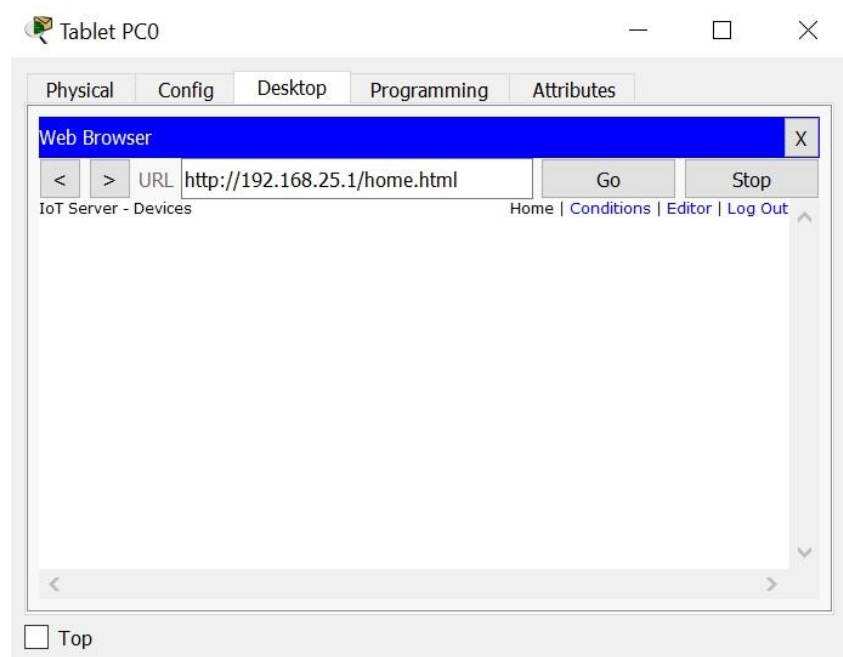 Tablet PC0
Physical Config Desktop Programming Attributes
Web Browser X
< > URL http://192.168.25.1/home.html Go Stop
IoT Server - Devices Home | Conditions | Editor | Log Out
Top